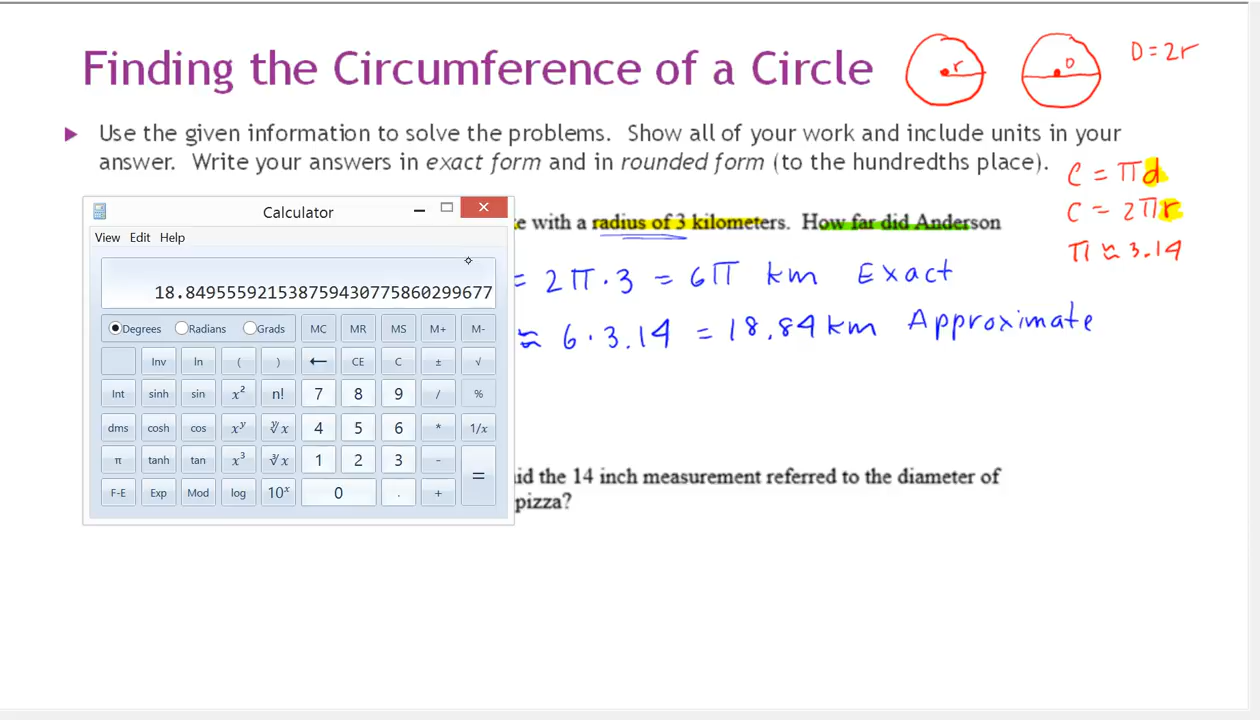 Finding the Circumference of a Circle
r
D
D = 2r
Use the given information to solve the problems. Show all of your work and include units in your
answer. Write your answers in exact form and in rounded form (to the hundredths place).
C = πd
C = 2πr
π ≈ 3.14
with a radius of 3 kilometers. How far did Anderson
= 2π · 3 = 6π km Exact
≈ 6 · 3.14 = 18.84 km Approximate
the 14 inch measurement referred to the diameter of
pizza?
Calculator
View Edit Help
18.849555921538759430775860299677
Degrees Radians Grads MC MR MS M+ M-
Inv ln ( ) ← CE C ± √
Int sinh sin x² n! 7 8 9 / %
dms cosh cos xʸ ʸ√x 4 5 6 * 1/x
π tanh tan x³ ³√x 1 2 3 - =
F-E Exp Mod log 10ˣ 0 . +